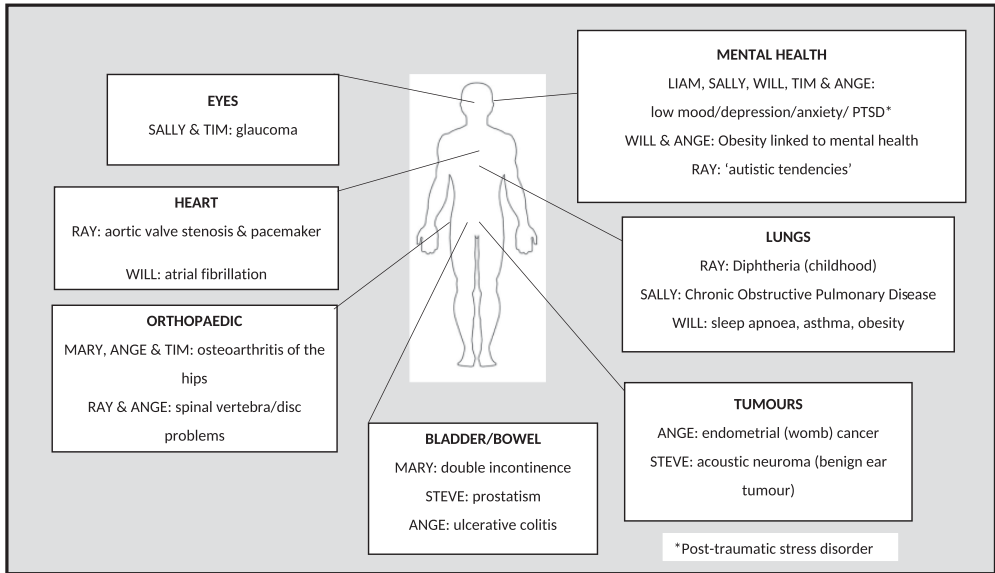 EYES
SALLY & TIM: glaucoma
HEART
RAY: aortic valve stenosis & pacemaker
WILL: atrial fibrillation
ORTHOPAEDIC
MARY, ANGE & TIM: osteoarthritis of the
hips
RAY & ANGE: spinal vertebra/disc
problems
BLADDER/BOWEL
MARY: double incontinence
STEVE: prostatism
ANGE: ulcerative colitis
MENTAL HEALTH
LIAM, SALLY, WILL, TIM & ANGE:
low mood/depression/anxiety/ PTSD*
WILL & ANGE: Obesity linked to mental health
RAY: ‘autistic tendencies’
LUNGS
RAY: Diphtheria (childhood)
SALLY: Chronic Obstructive Pulmonary Disease
WILL: sleep apnoea, asthma, obesity
TUMOURS
ANGE: endometrial (womb) cancer
STEVE: acoustic neuroma (benign ear
tumour)
*Post-traumatic stress disorder